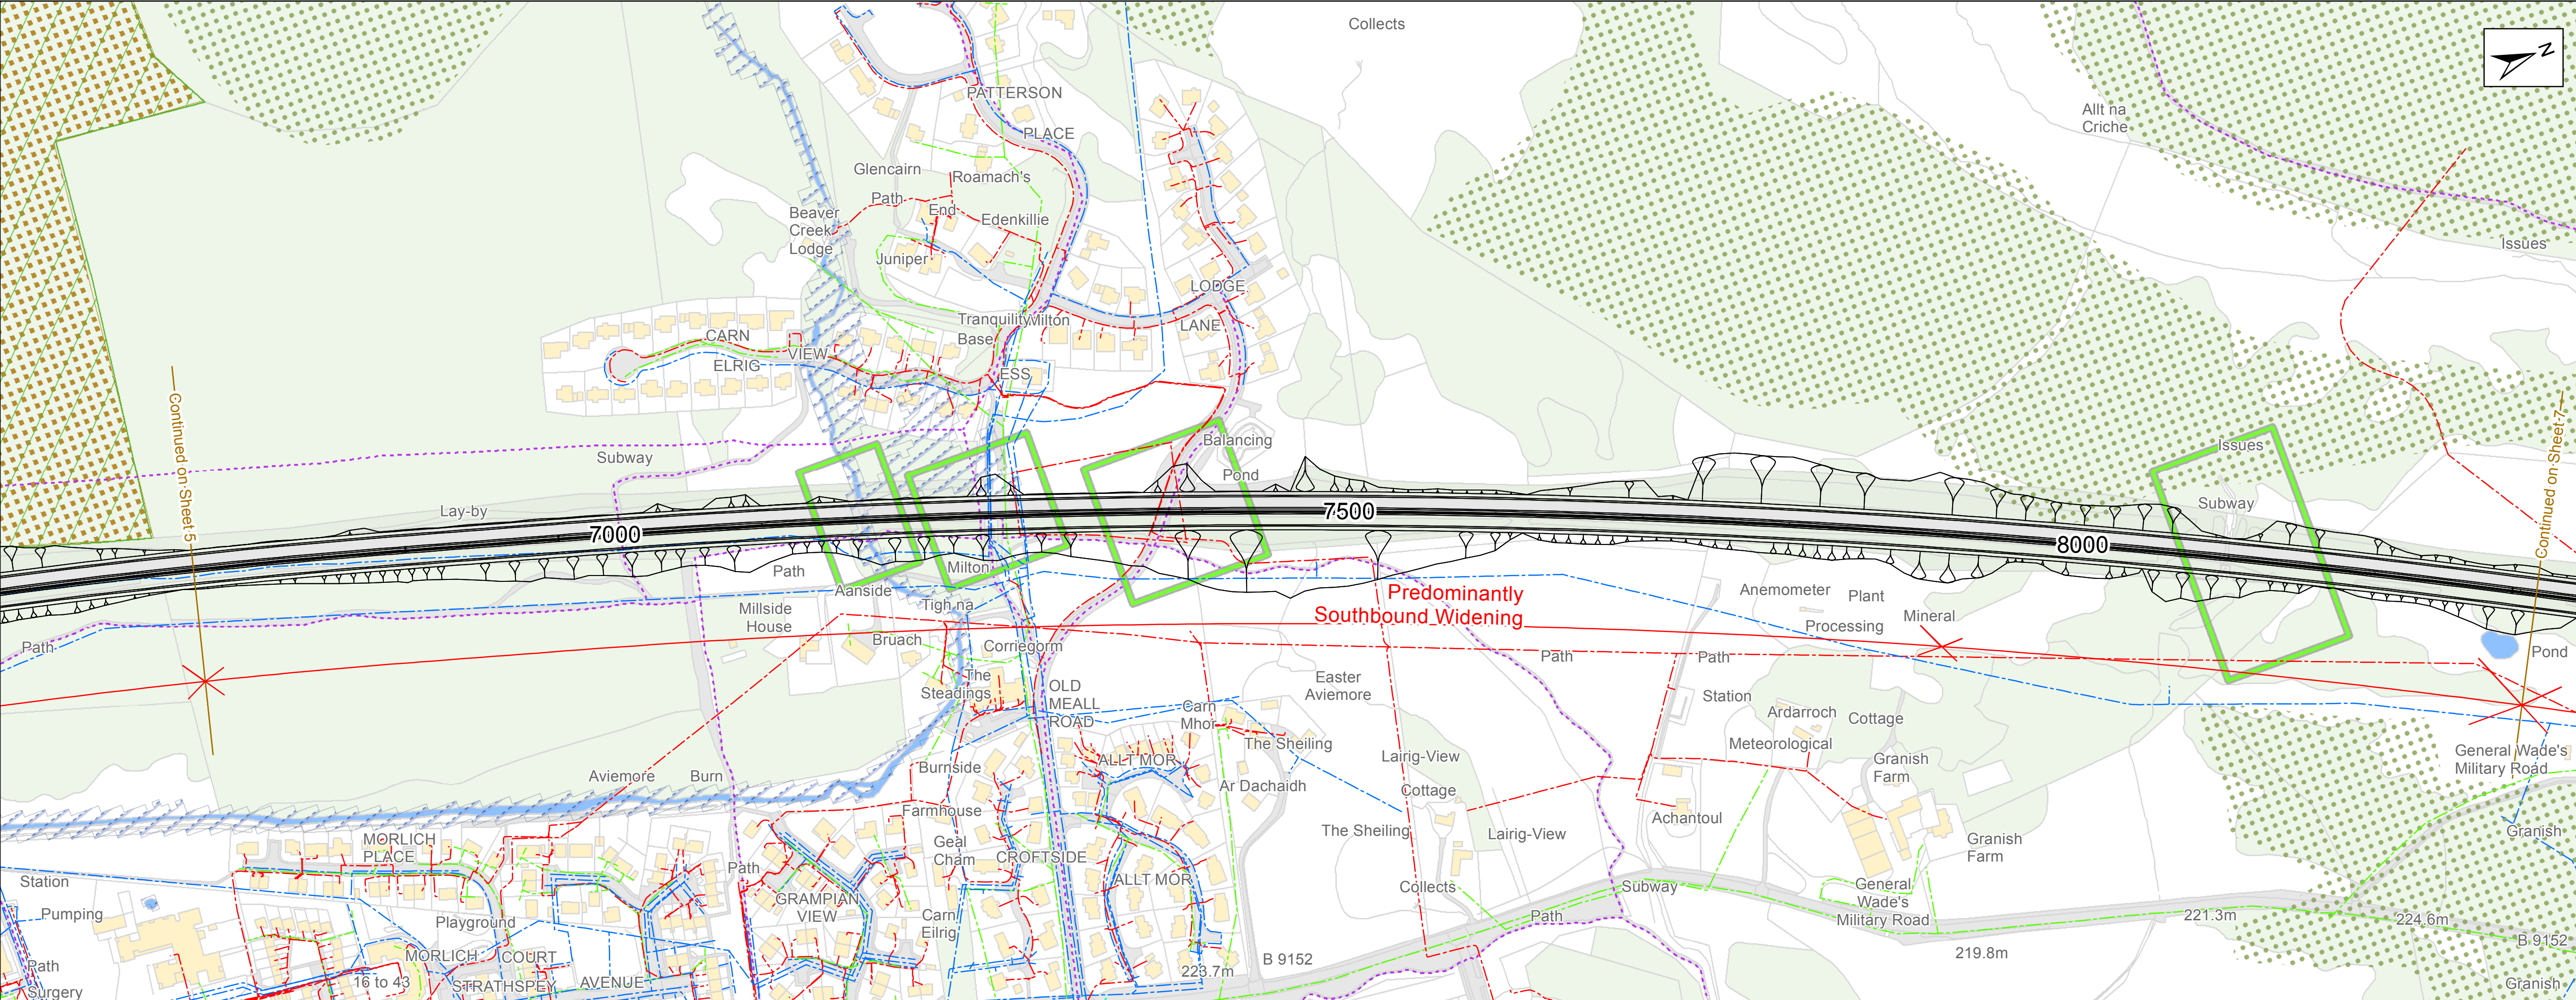 Collects
N
PATTERSON
PLACE
Allt na
Criche
Glencairn
Roamach's
Path
End
Edenkillie
Beaver
Creek
Lodge
Juniper
Issues
LODGE
LANE
Tranquility
Milton
Base
CARN
VIEW
ELRIG
ESS
Continued on Sheet 5
Continued on Sheet 7
Subway
Balancing
Pond
Issues
Subway
Lay-by
7000
7500
8000
Path
Milton
Aanside
Tigh na
Millside
House
Bruach
Corriegorm
Predominantly
Southbound Widening
Anemometer
Plant
Processing
Mineral
Path
Path
Path
Pond
The
Steadings
OLD
MEALL
ROAD
Easter
Aviemore
Station
Ardarroch
Cottage
Meteorological
Carn
Mhor
The Sheiling
Lairig-View
Cottage
Granish
Farm
General Wade's
Military Road
Aviemore
Burn
Burnside
ALLT MOR
Ar Dachaidh
Farmhouse
The Sheiling
Lairig-View
Achantoul
Granish
Farm
Granish
MORLICH
PLACE
Geal
Cham
CROFTSIDE
ALLT MOR
Path
Station
Pumping
Collects
Subway
General
Wade's
Military Road
GRAMPIAN
VIEW
Playground
Carn
Eilrig
Path
221.3m
224.6m
B 9152
219.8m
B 9152
223.7m
MORLICH
COURT
Path
Surgery
16 to 43
STRATHSPEY
AVENUE
Granish